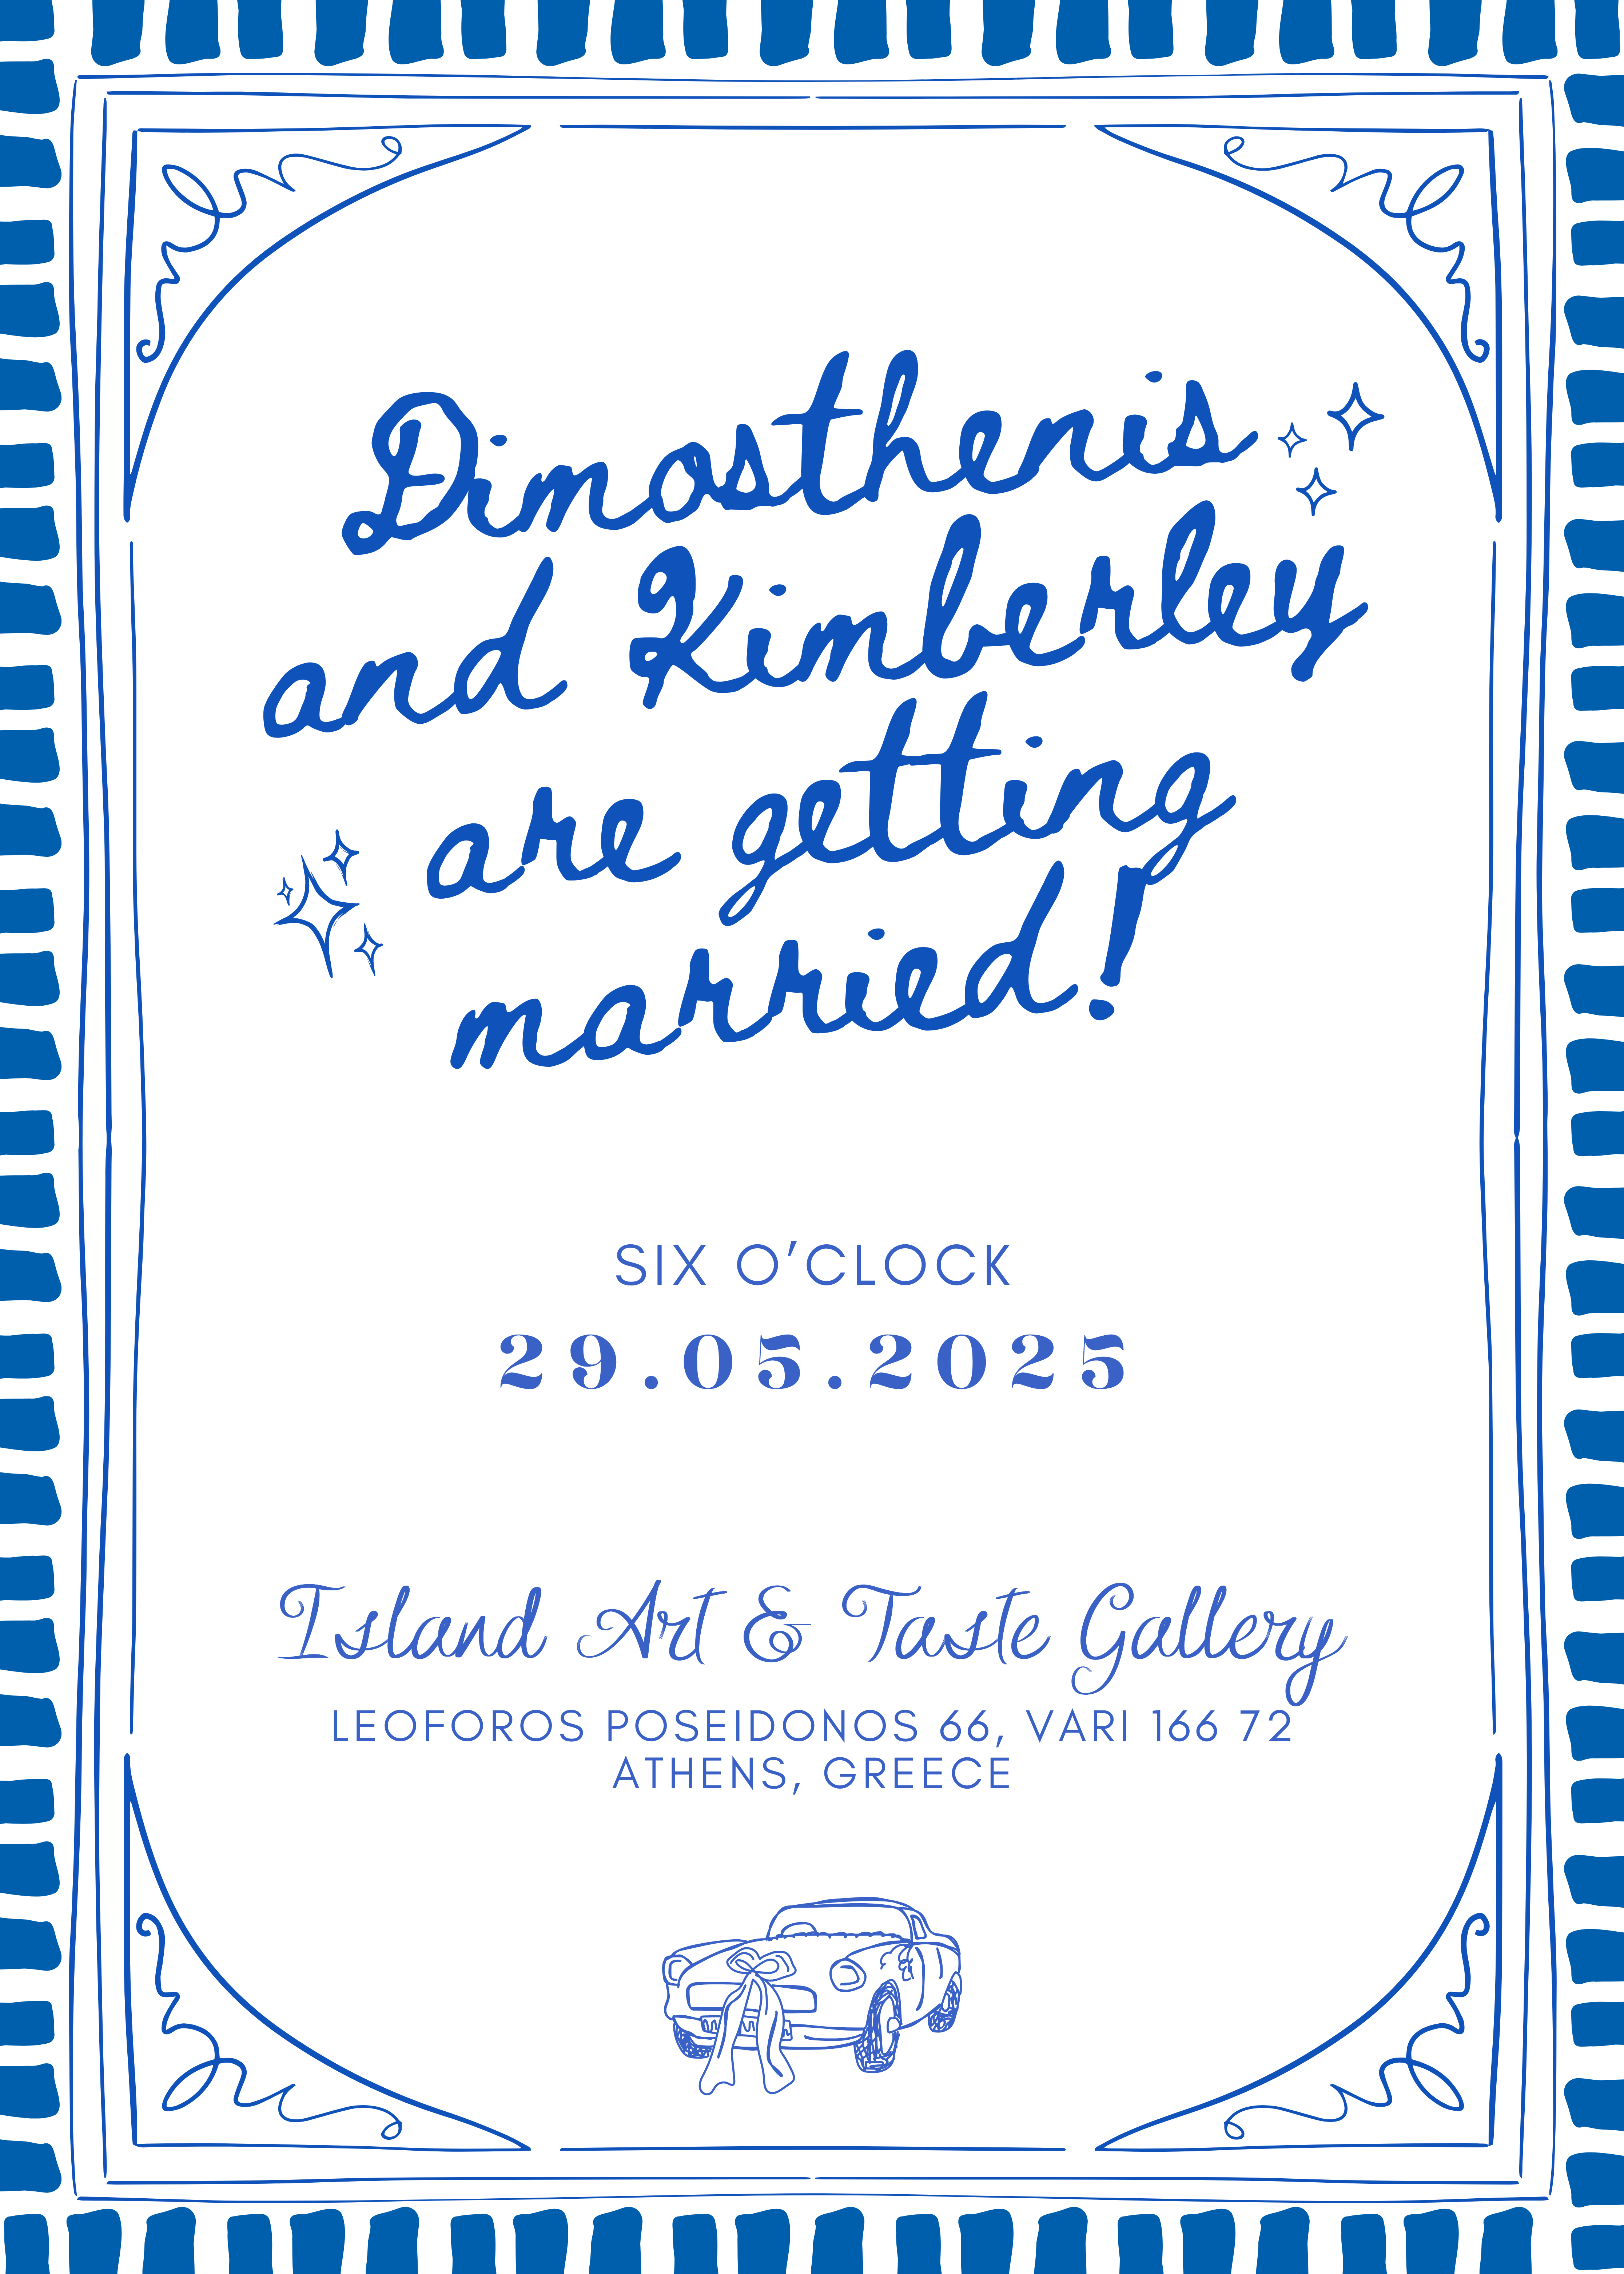 Dimosthenis
and Kimberley
are getting
married!
SIX O’CLOCK
29.05.2025
Island Art & Taste Gallery
LEOFOROS POSEIDONOS 66, VARI 166 72
ATHENS, GREECE